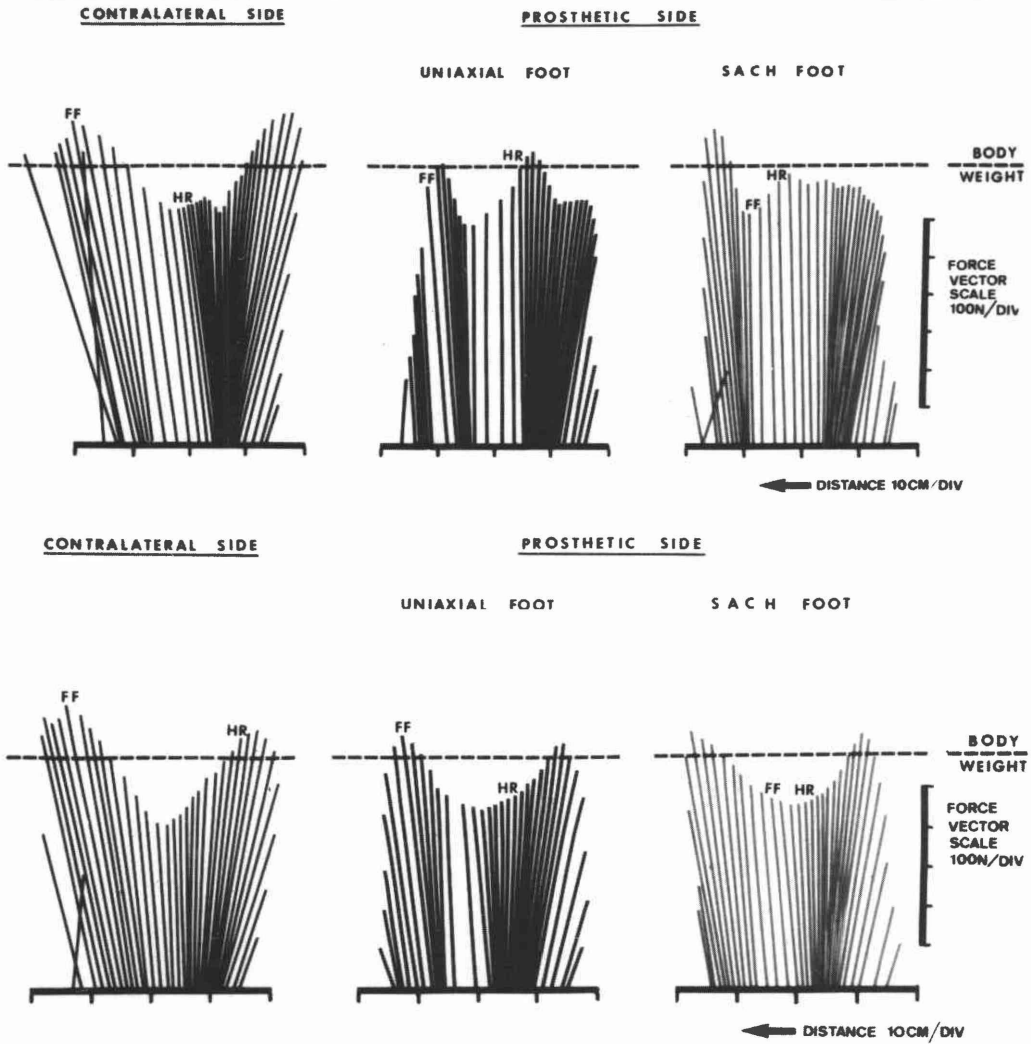 CONTRALATERAL SIDE
PROSTHETIC SIDE
UNIAXIAL FOOT
SACH FOOT
FF
HR
FF
HR
FF
HR
BODY
WEIGHT
FORCE
VECTOR
SCALE
100N/DIV
DISTANCE 10CM/DIV
CONTRALATERAL SIDE
PROSTHETIC SIDE
UNIAXIAL FOOT
SACH FOOT
FF
HR
FF
HR
FF
HR
BODY
WEIGHT
FORCE
VECTOR
SCALE
100N/DIV
DISTANCE 10CM/DIV